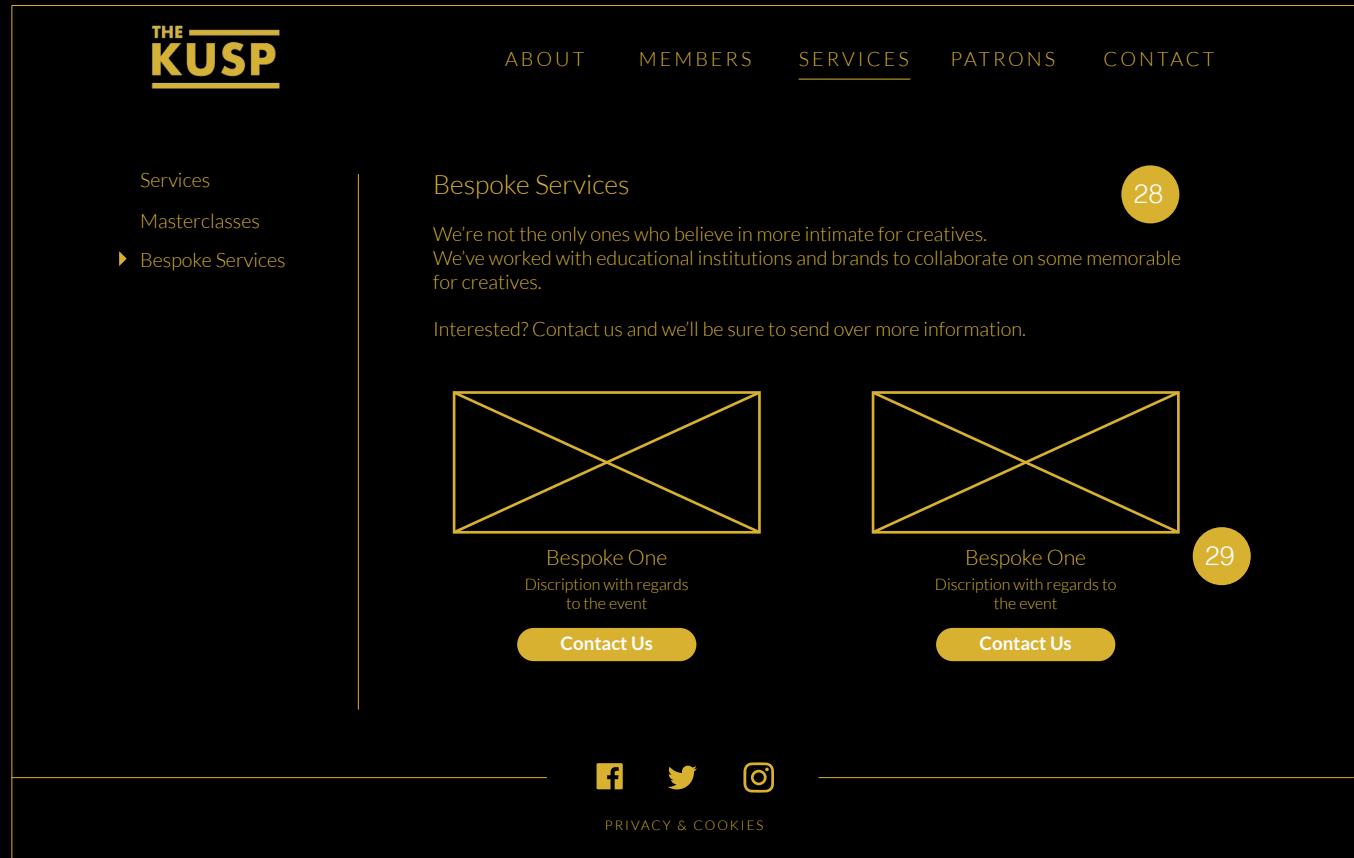 THE
KUSP
ABOUT MEMBERS SERVICES PATRONS CONTACT
Services
Masterclasses
Bespoke Services
Bespoke Services
28
We're not the only ones who believe in more intimate for creatives.
We've worked with educational institutions and brands to collaborate on some memorable
for creatives.
Interested? Contact us and we'll be sure to send over more information.
Bespoke One
Discription with regards
to the event
Contact Us
Bespoke One
Discription with regards to
the event
Contact Us
29
PRIVACY & COOKIES